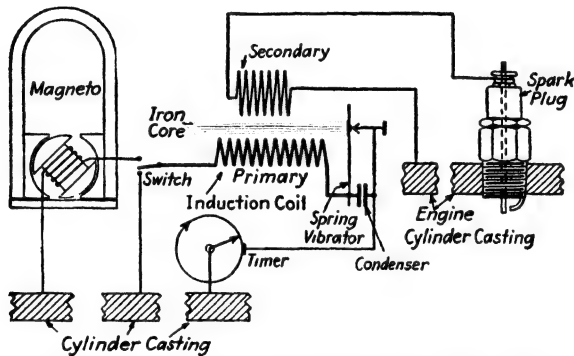 Secondary
Magneto
Spark
Plug
Iron
Core
Switch
Primary
Induction Coil
Spring
Vibrator
Engine
Cylinder Casting
Timer
Condenser
Cylinder Casting